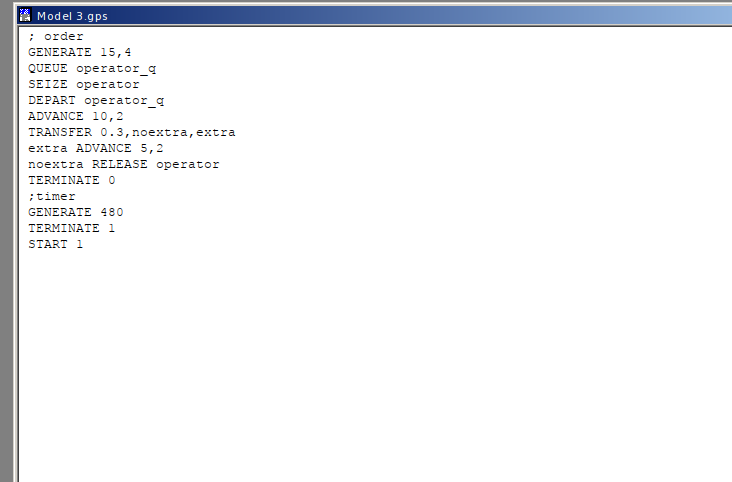 Model 3.gps
; order
GENERATE 15,4
QUEUE operator_q
SEIZE operator
DEPART operator_q
ADVANCE 10,2
TRANSFER 0.3,noextra,extra
extra ADVANCE 5,2
noextra RELEASE operator
TERMINATE 0
;timer
GENERATE 480
TERMINATE 1
START 1